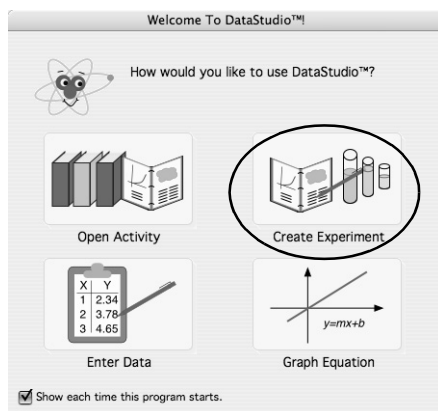 Welcome To DataStudio™!
How would you like to use DataStudio™?
Open Activity
Create Experiment
X Y
1 2.34
2 3.78
3 4.65
y=mx+b
Enter Data
Graph Equation
Show each time this program starts.